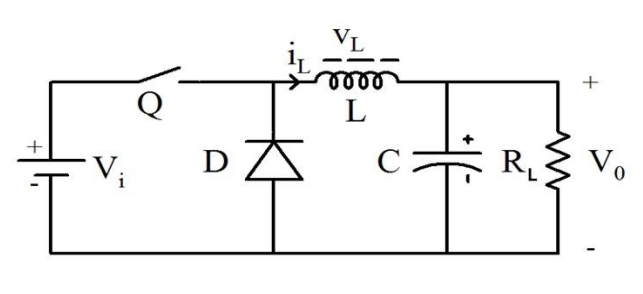 v_L
i_L
Q
L
+
+
V_i
D
C
+
R_L
V_0
-
-
-